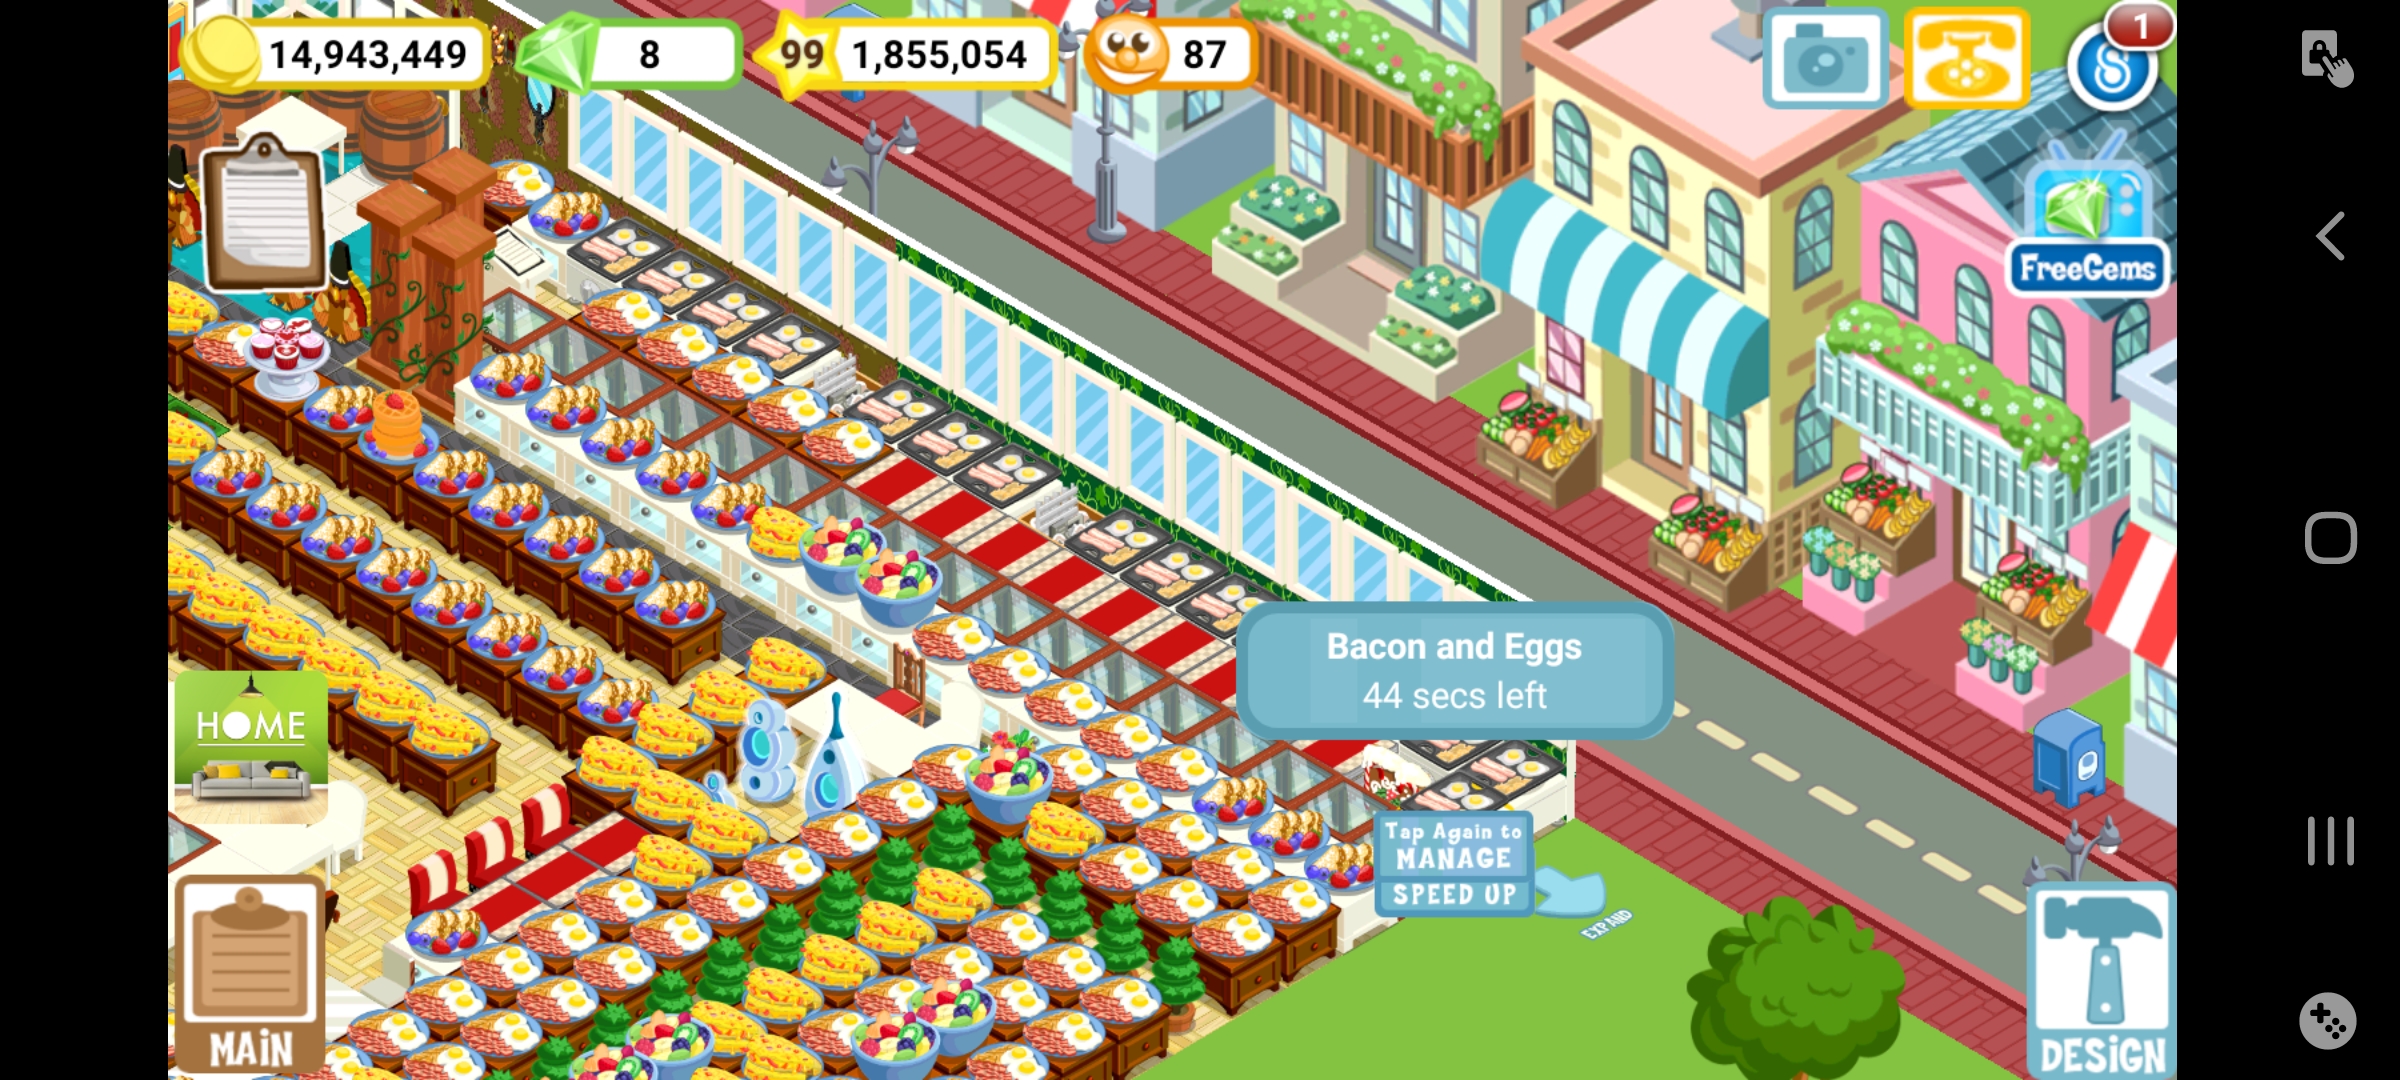 14,943,449
8
99 1,855,054
87
1
FreeGems
Bacon and Eggs
44 secs left
HOME
Tap Again to
MANAGE
SPEED UP
EXPAND
MAIN
DESIGN